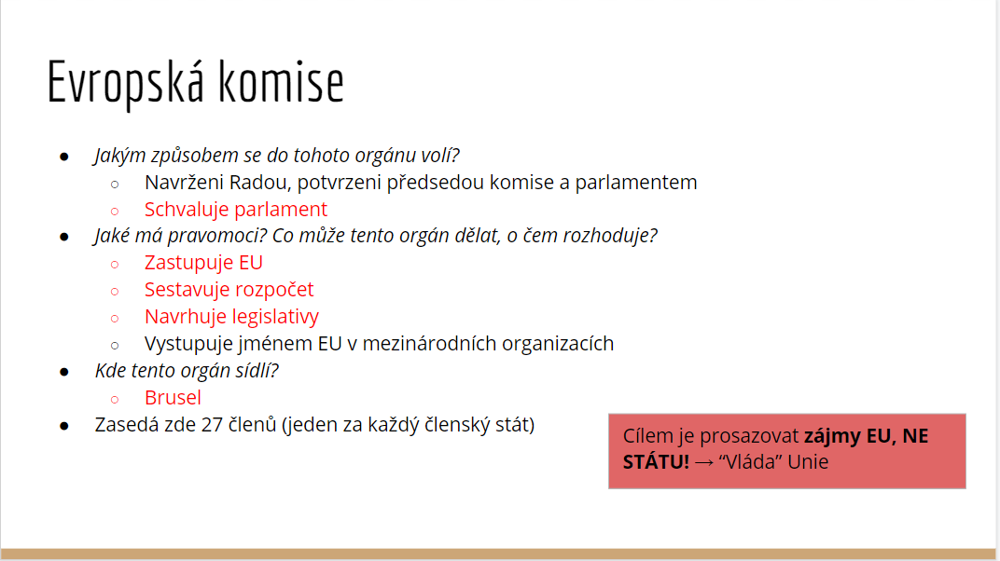 Evropská komise
● Jakým způsobem se do tohoto orgánu volí?
○ Navrženi Radou, potvrzeni předsedou komise a parlamentem
○ Schvaluje parlament
● Jaké má pravomoci? Co může tento orgán dělat, o čem rozhoduje?
○ Zastupuje EU
○ Sestavuje rozpočet
○ Navrhuje legislativy
○ Vystupuje jménem EU v mezinárodních organizacích
● Kde tento orgán sídlí?
○ Brusel
● Zasedá zde 27 členů (jeden za každý členský stát)
Cílem je prosazovat zájmy EU, NE
STÁTU! → “Vláda” Unie